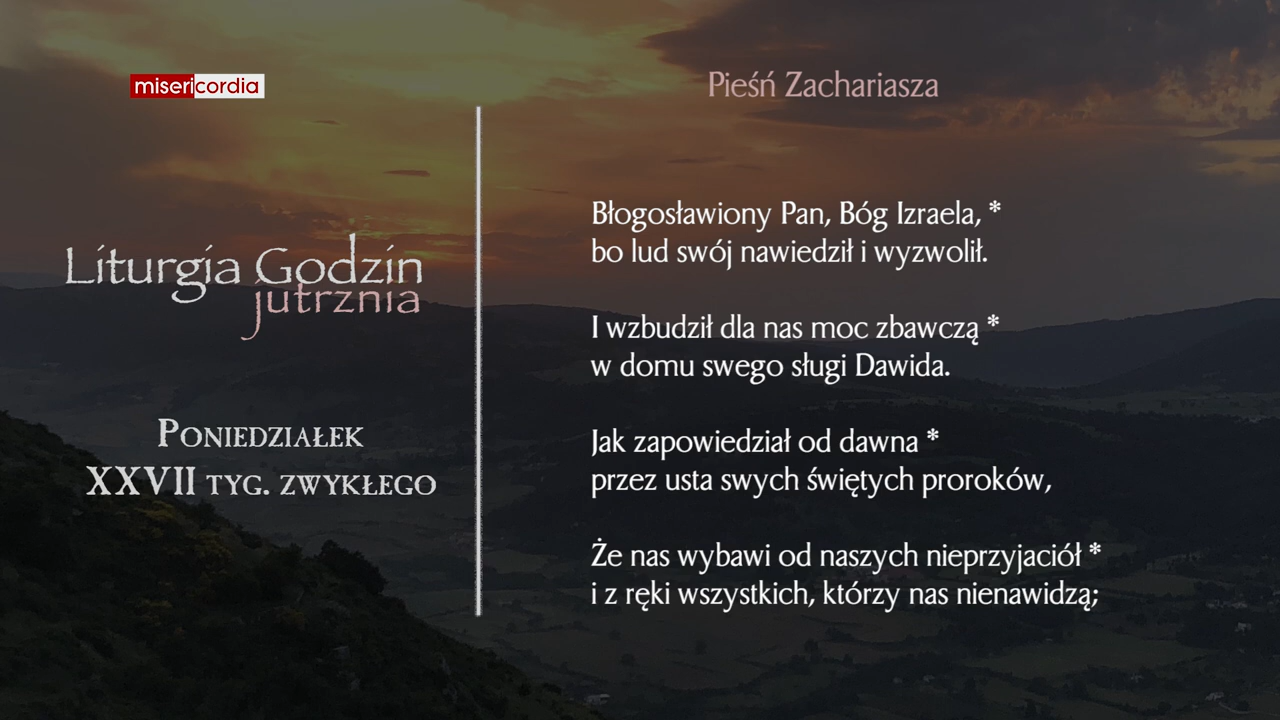 misericordia
Liturgia Godzin
jutrznia
Poniedziałek
XXVII tyg. zwykłego
Pieśń Zachariasza
Błogosławiony Pan, Bóg Izraela, *
bo lud swój nawiedził i wyzwolił.
I wzbudził dla nas moc zbawczą *
w domu swego sługi Dawida.
Jak zapowiedział od dawna *
przez usta swych świętych proroków,
Że nas wybawi od naszych nieprzyjaciół *
i z ręki wszystkich, którzy nas nienawidzą;